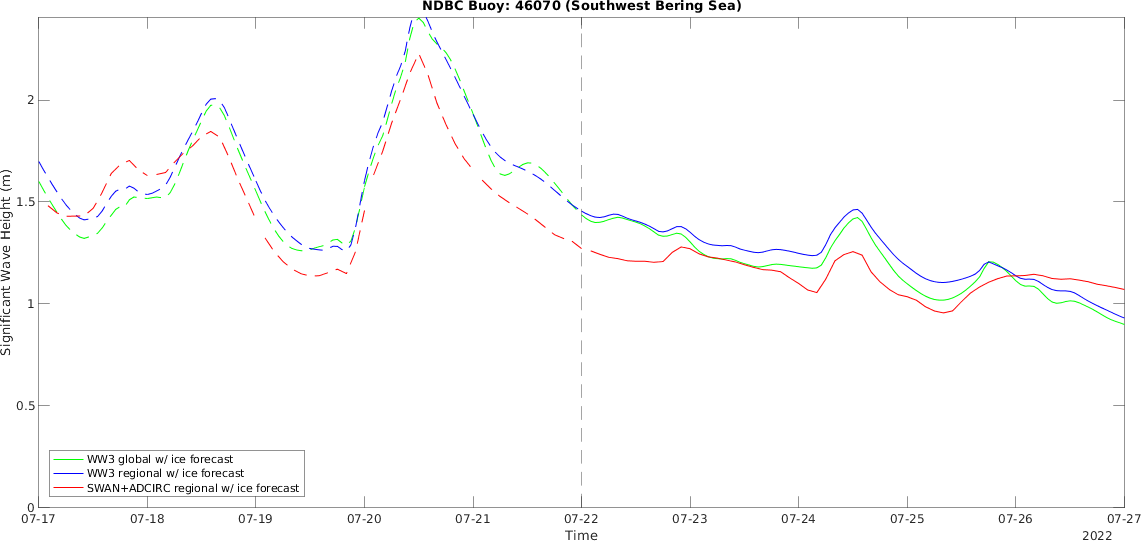 NDBC Buoy: 46070 (Southwest Bering Sea)
Significant Wave Height (m)
2
1.5
1
0.5
0
WW3 global w/ ice forecast
WW3 regional w/ ice forecast
SWAN+ADCIRC regional w/ ice forecast
07-17 07-18 07-19 07-20 07-21 07-22 07-23 07-24 07-25 07-26 07-27
Time
2022